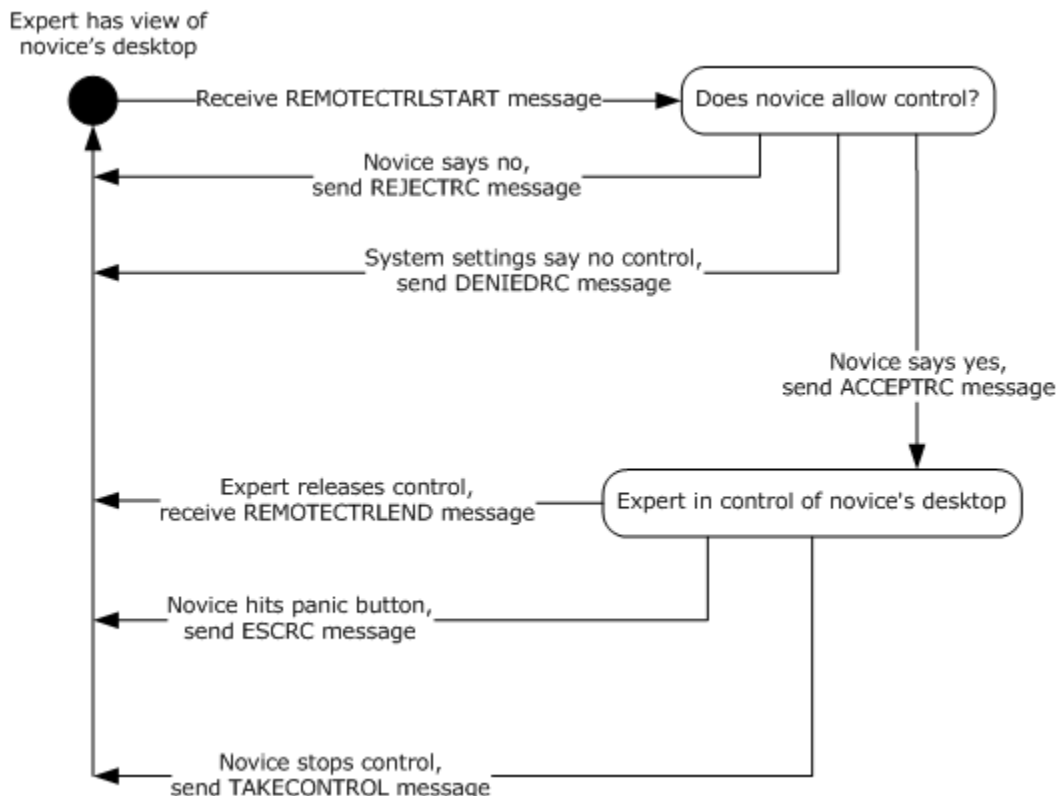 Expert has view of
novice's desktop
Receive REMOTECTRLSTART message
Does novice allow control?
Novice says no,
send REJECTRC message
System settings say no control,
send DENIEDRC message
Novice says yes,
send ACCEPTRC message
Expert releases control,
receive REMOTECTRLEND message
Expert in control of novice's desktop
Novice hits panic button,
send ESCRC message
Novice stops control,
send TAKECONTROL message